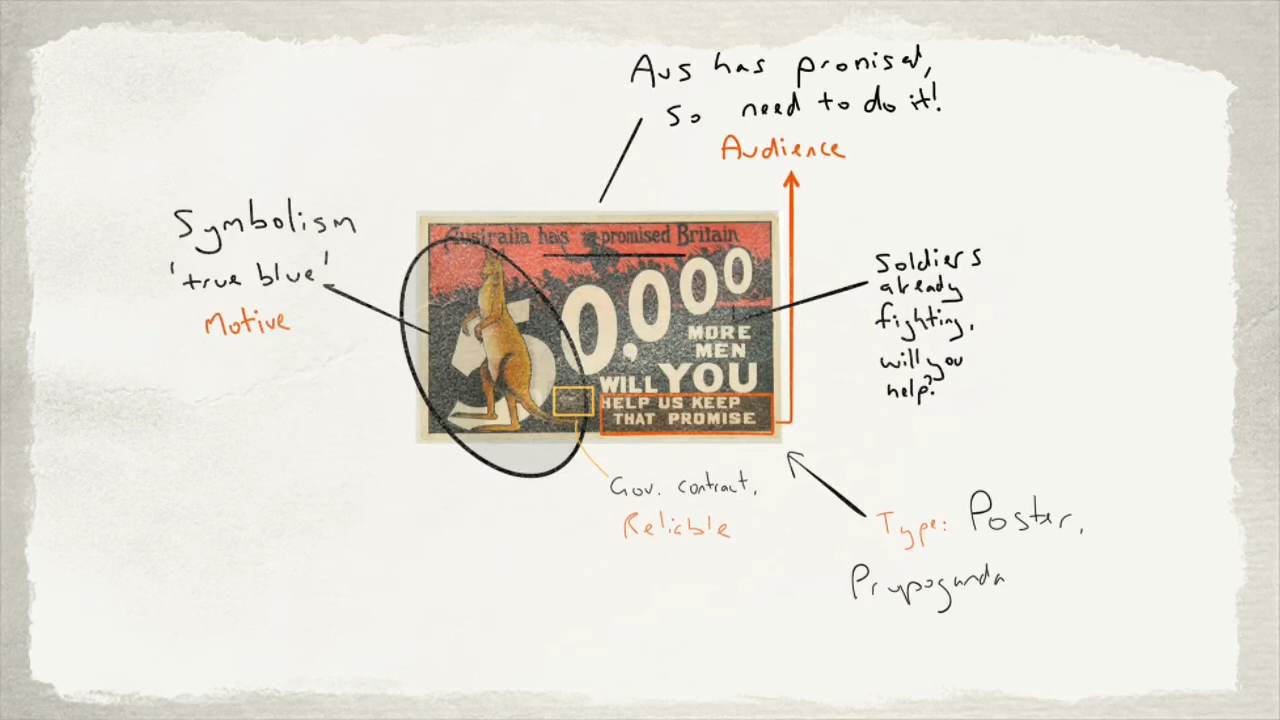 Aus has promised,
so need to do it!
Audience
Symbolism
'true blue'
Motive
Australia has promised Britain
50,000
MORE
MEN
WILL YOU
HELP US KEEP
THAT PROMISE
Soldiers
already
fighting,
will you
help?
Gov. contract,
Relicble
Type: Poster,
Prupoganda